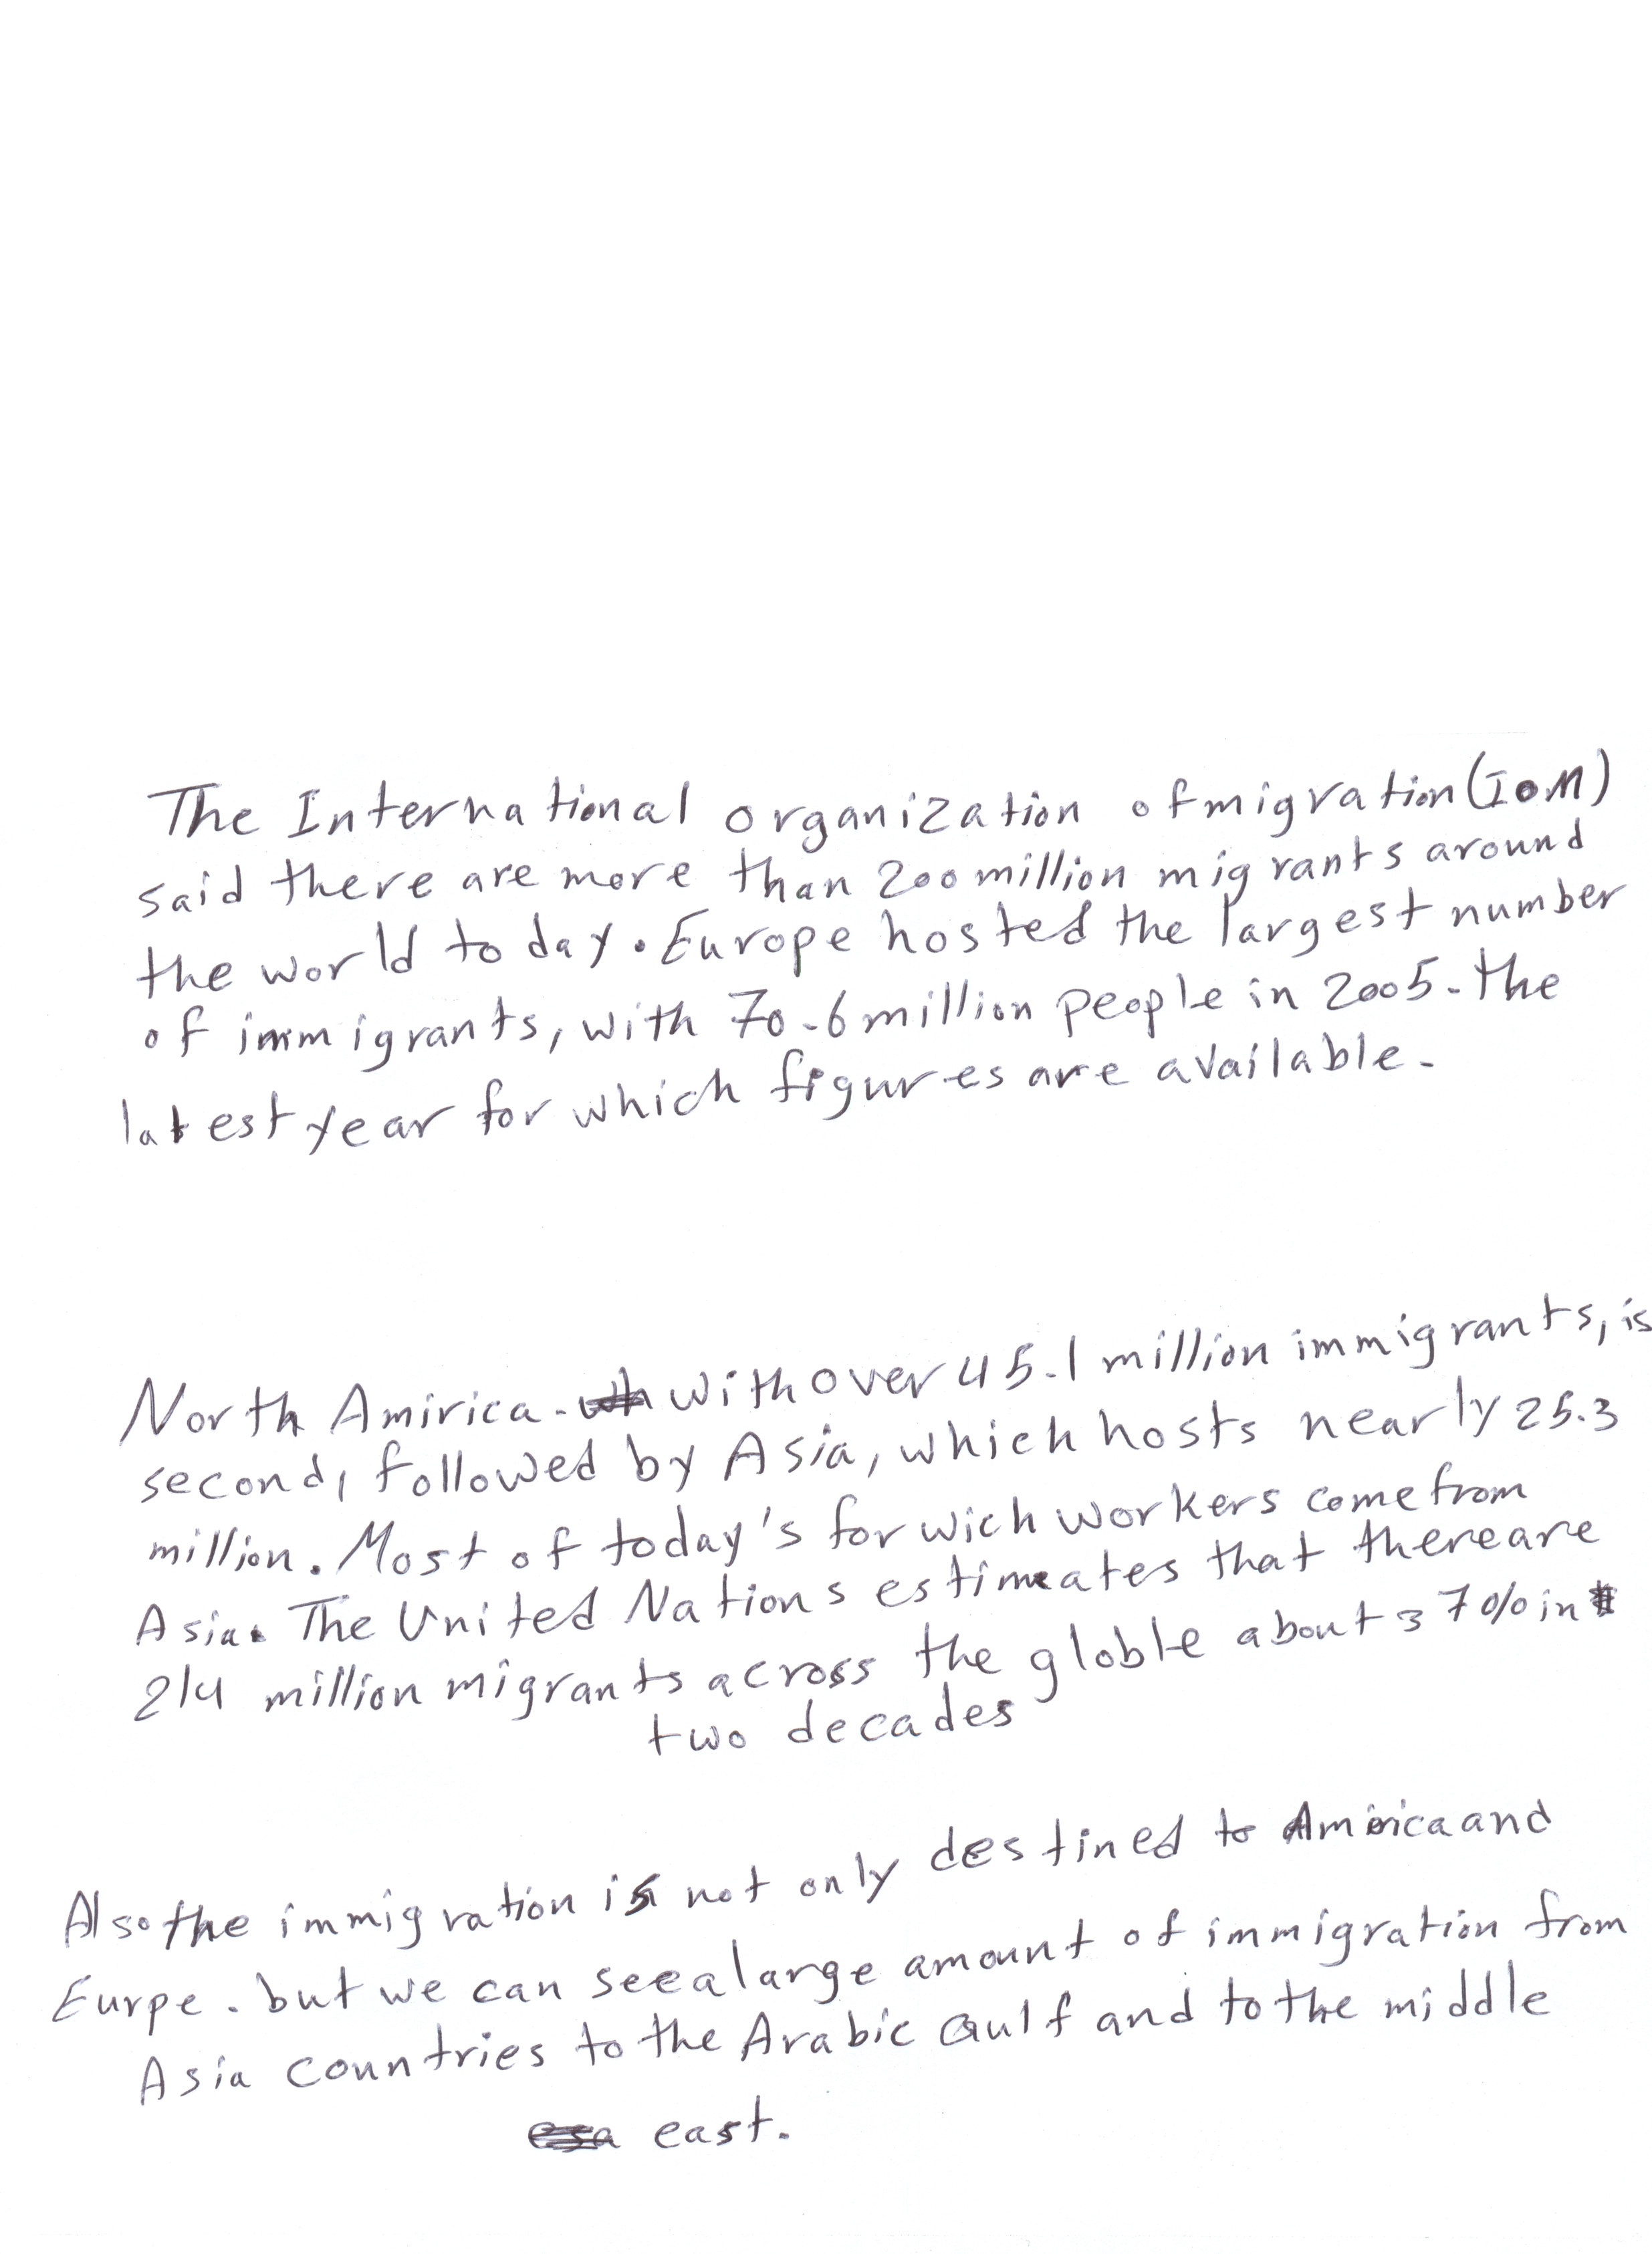 The International organization of migration (IOM)
said there are more than 200 million migrants around
the world today. Europe hosted the largest number
of immigrants, with 70.6 million people in 2005. the
latest year for which figures are available.
North Amirica. with over 45.1 million immigrants, is
second, followed by Asia, which hosts nearly 25.3
million. Most of today's for wich workers come from
Asia. The United Nations estimates that there are
214 million migrants across the globle about 37% in
two decades
Also the immigration is not only destined to Amirica and
Eurpe. but we can see a large amount of immigration from
Asia countries to the Arabic Gulf and to the middle
east.